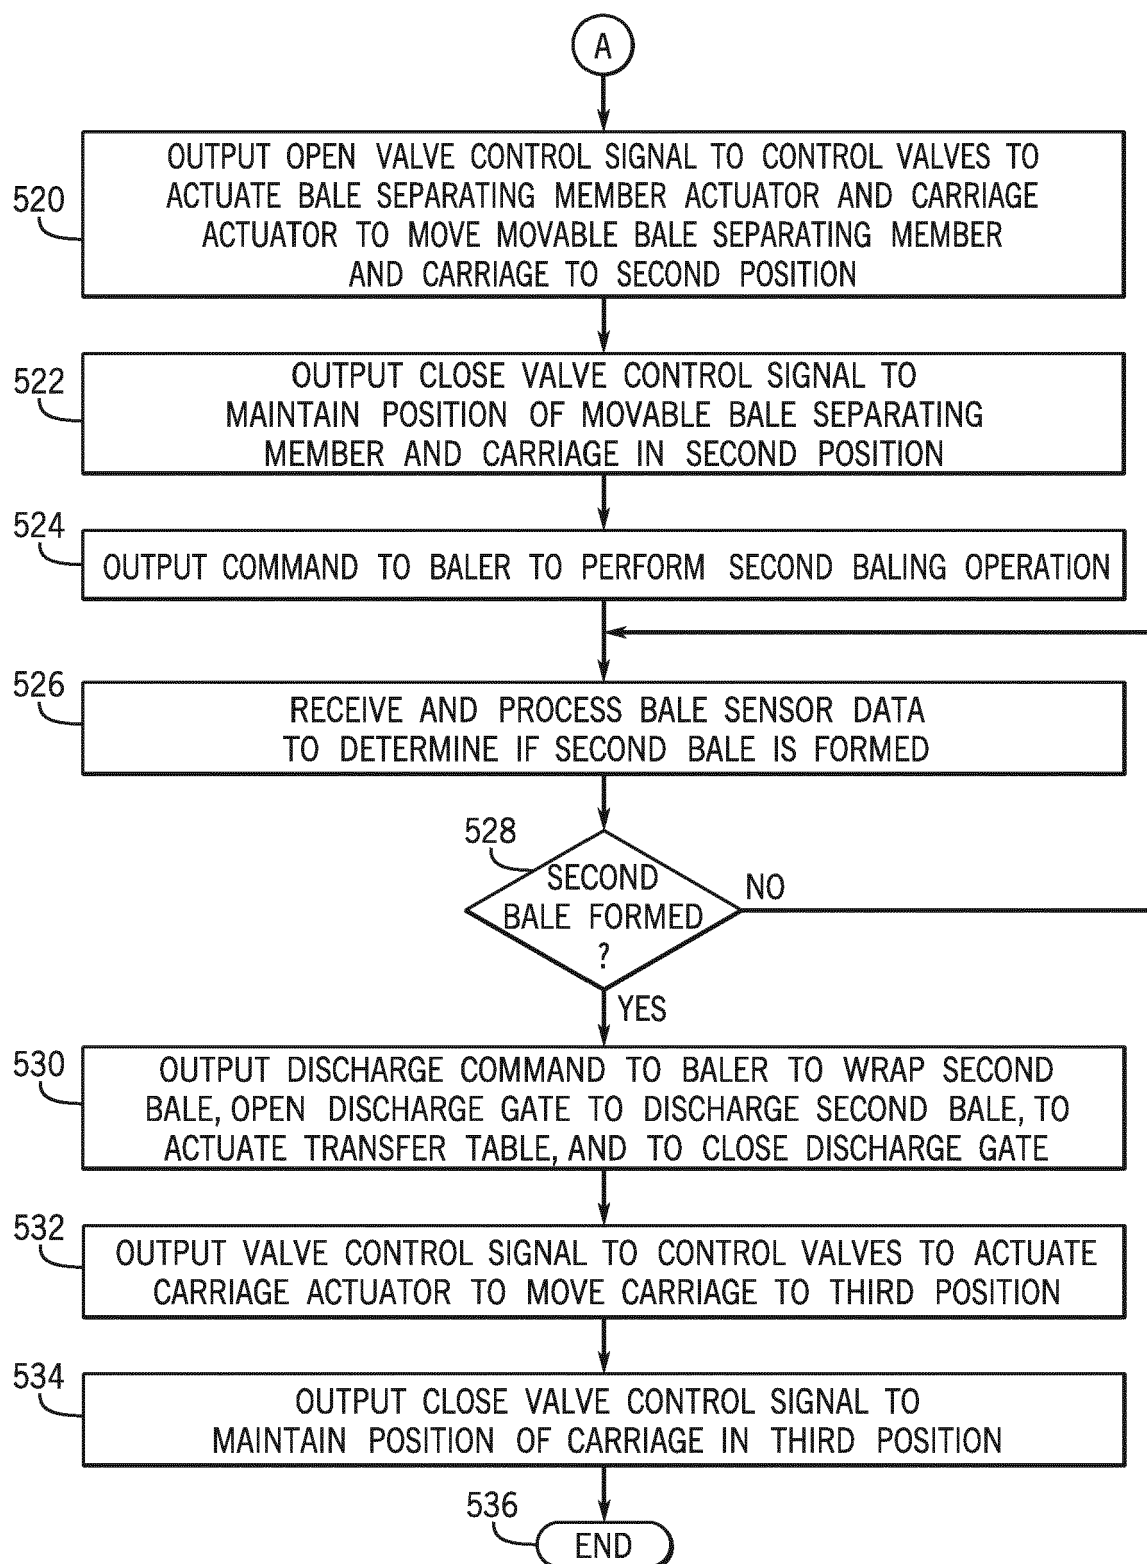 A
520
OUTPUT OPEN VALVE CONTROL SIGNAL TO CONTROL VALVES TO
ACTUATE BALE SEPARATING MEMBER ACTUATOR AND CARRIAGE
ACTUATOR TO MOVE MOVABLE BALE SEPARATING MEMBER
AND CARRIAGE TO SECOND POSITION
522
OUTPUT CLOSE VALVE CONTROL SIGNAL TO
MAINTAIN POSITION OF MOVABLE BALE SEPARATING
MEMBER AND CARRIAGE IN SECOND POSITION
524
OUTPUT COMMAND TO BALER TO PERFORM SECOND BALING OPERATION
526
RECEIVE AND PROCESS BALE SENSOR DATA
TO DETERMINE IF SECOND BALE IS FORMED
528
SECOND
BALE FORMED
?
NO
YES
530
OUTPUT DISCHARGE COMMAND TO BALER TO WRAP SECOND
BALE, OPEN DISCHARGE GATE TO DISCHARGE SECOND BALE, TO
ACTUATE TRANSFER TABLE, AND TO CLOSE DISCHARGE GATE
532
OUTPUT VALVE CONTROL SIGNAL TO CONTROL VALVES TO ACTUATE
CARRIAGE ACTUATOR TO MOVE CARRIAGE TO THIRD POSITION
534
OUTPUT CLOSE VALVE CONTROL SIGNAL TO
MAINTAIN POSITION OF CARRIAGE IN THIRD POSITION
536
END